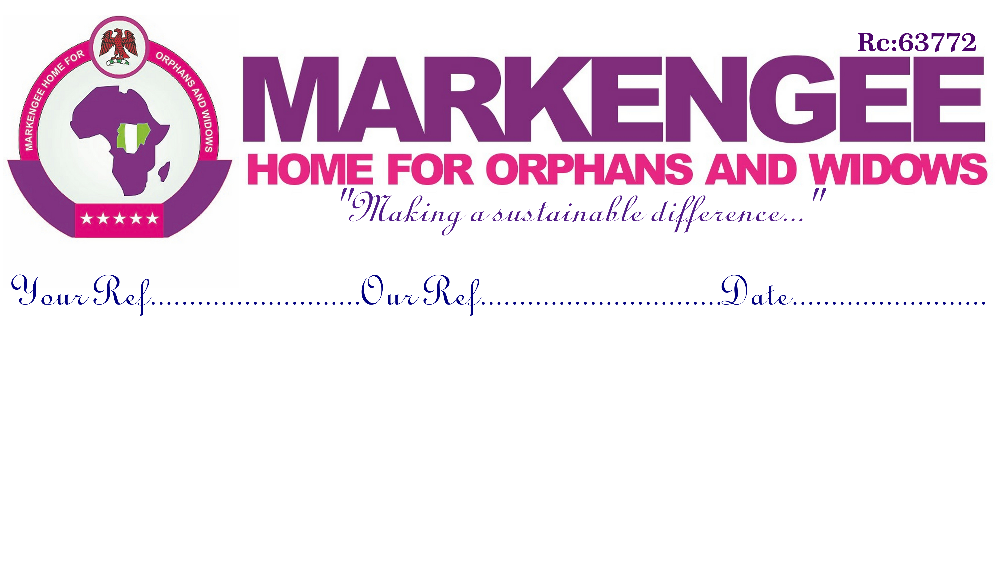 MARKENGEE HOME FOR ORPHANS AND WIDOWS
Rc:63772
MARKENGEE
HOME FOR ORPHANS AND WIDOWS
"Making a sustainable difference..."
Your Ref...........................Our Ref...............................Date.........................